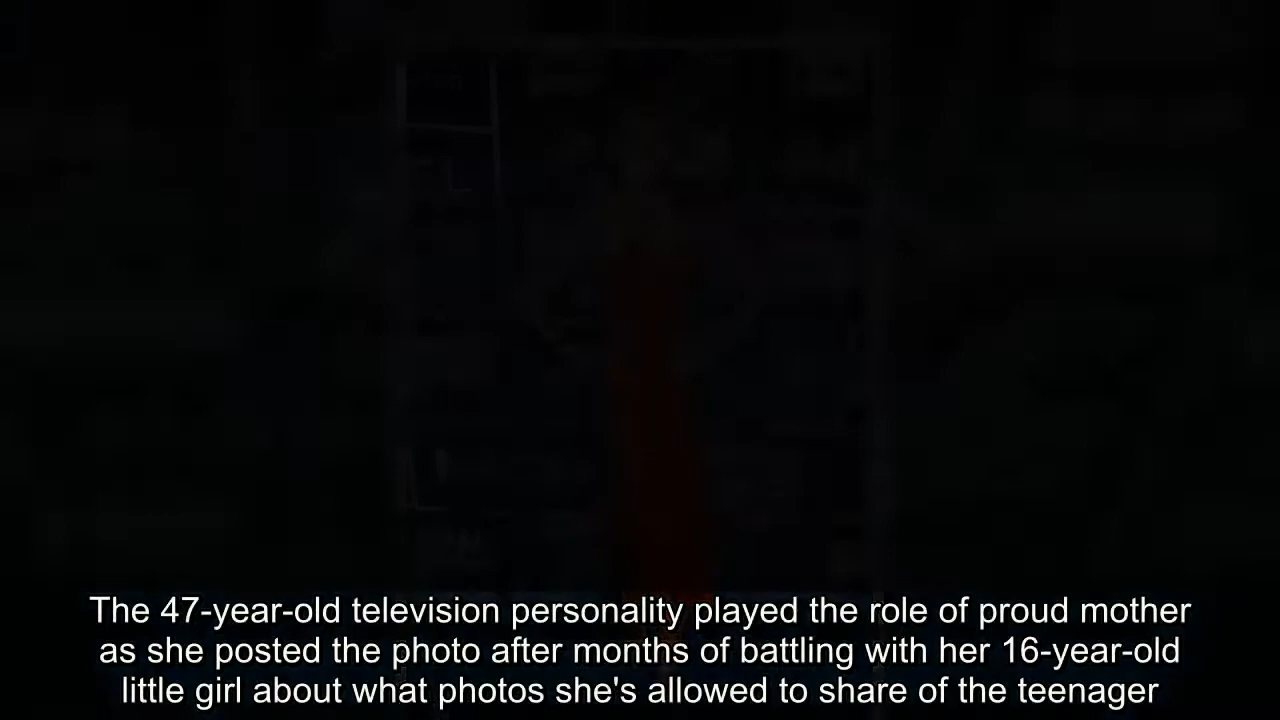 The 47-year-old television personality played the role of proud mother
as she posted the photo after months of battling with her 16-year-old
little girl about what photos she's allowed to share of the teenager